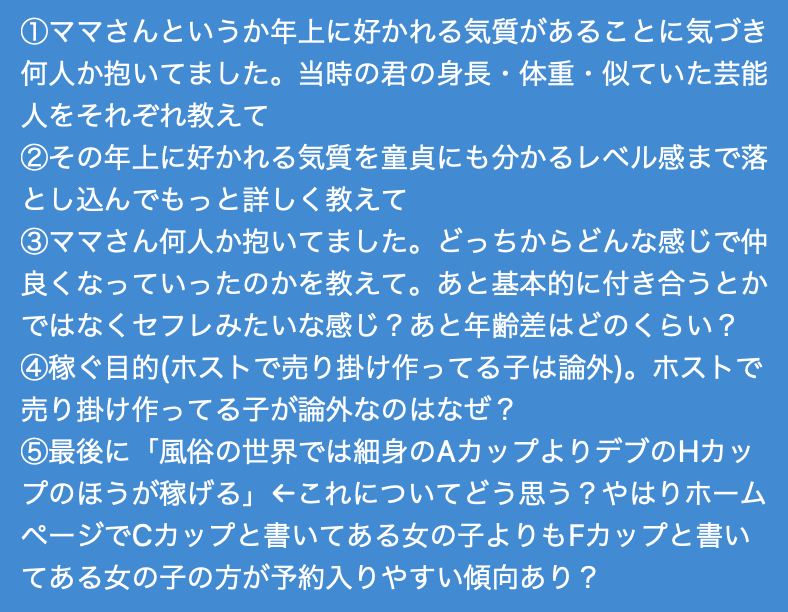 ①ママさんというか年上に好かれる気質があることに気づき
何人か抱いてました。当時の君の身長・体重・似ていた芸能
人をそれぞれ教えて
②その年上に好かれる気質を童貞にも分かるレベル感まで落
とし込んでもっと詳しく教えて
③ママさん何人か抱いてました。どっちからどんな感じで仲
良くなっていったのかを教えて。あと基本的に付き合うとか
ではなくセフレみたいな感じ？あと年齢差はどのくらい？
④稼ぐ目的(ホストで売り掛け作ってる子は論外)。ホストで
売り掛け作ってる子が論外なのはなぜ？
⑤最後に「風俗の世界では細身のAカップよりデブのHカッ
プのほうが稼げる」←これについてどう思う？やはりホーム
ページでCカップと書いてある女の子よりもFカップと書い
てある女の子の方が予約入りやすい傾向あり？